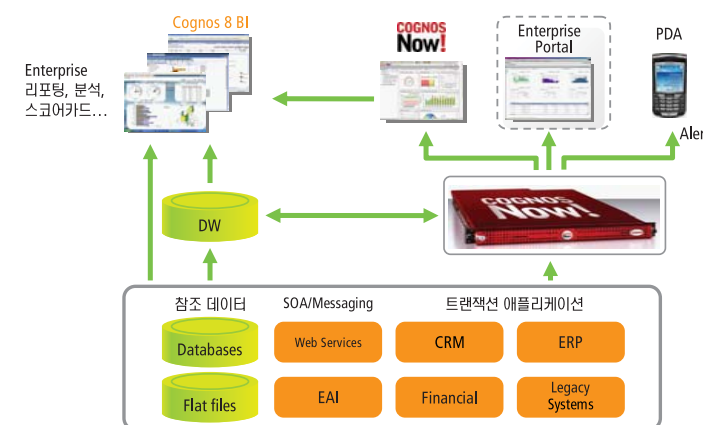 Cognos 8 BI
Enterprise
리포팅, 분석,
스코어카드...
COGNOS
Now!
Enterprise
Portal
PDA
Aler
DW
COGNOS
Now!
참조 데이터
SOA/Messaging
트랜잭션 애플리케이션
Databases
Web Services
CRM
ERP
Flat files
EAI
Financial
Legacy
Systems